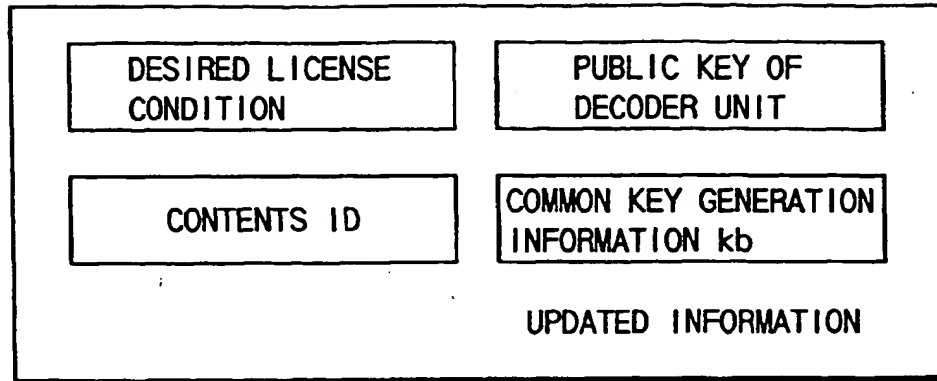 DESIRED LICENSE
CONDITION
PUBLIC KEY OF
DECODER UNIT
CONTENTS ID
COMMON KEY GENERATION
INFORMATION kb
UPDATED INFORMATION